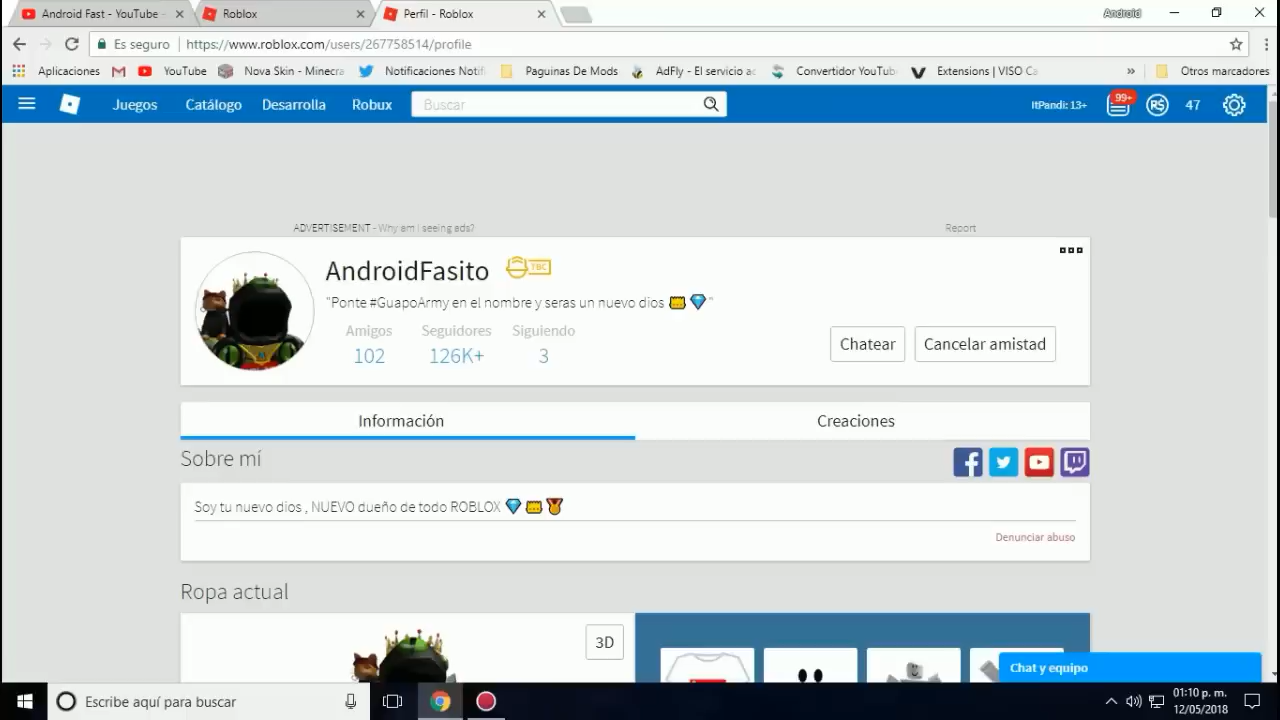 Android Fast - YouTube -
Roblox
Perfil - Roblox
Android
Es seguro
https://www.roblox.com/users/267758514/profile
Aplicaciones
YouTube
Nova Skin - Minecra
Notificaciones Notif
Paquinas De Mods
AdFly - El servicio ac
Convertidor YouTub
Extensions | VISO Ca
»
Otros marcadores
Juegos
Catálogo
Desarrolla
Robux
Buscar
ItPandi: 13+
99+
R$
47
ADVERTISEMENT - Why am I seeing ads?
Report
AndroidFasito
TBC
"Ponte #GuapoArmy en el nombre y seras un nuevo dios 💎 "
Amigos
Seguidores
Siguiendo
102
126K+
3
Chatear
Cancelar amistad
Información
Creaciones
Sobre mí
Soy tu nuevo dios , NUEVO dueño de todo ROBLOX 💎
Denunciar abuso
Ropa actual
3D
Chat y equipo
Escribe aquí para buscar
01:10 p. m.
12/05/2018